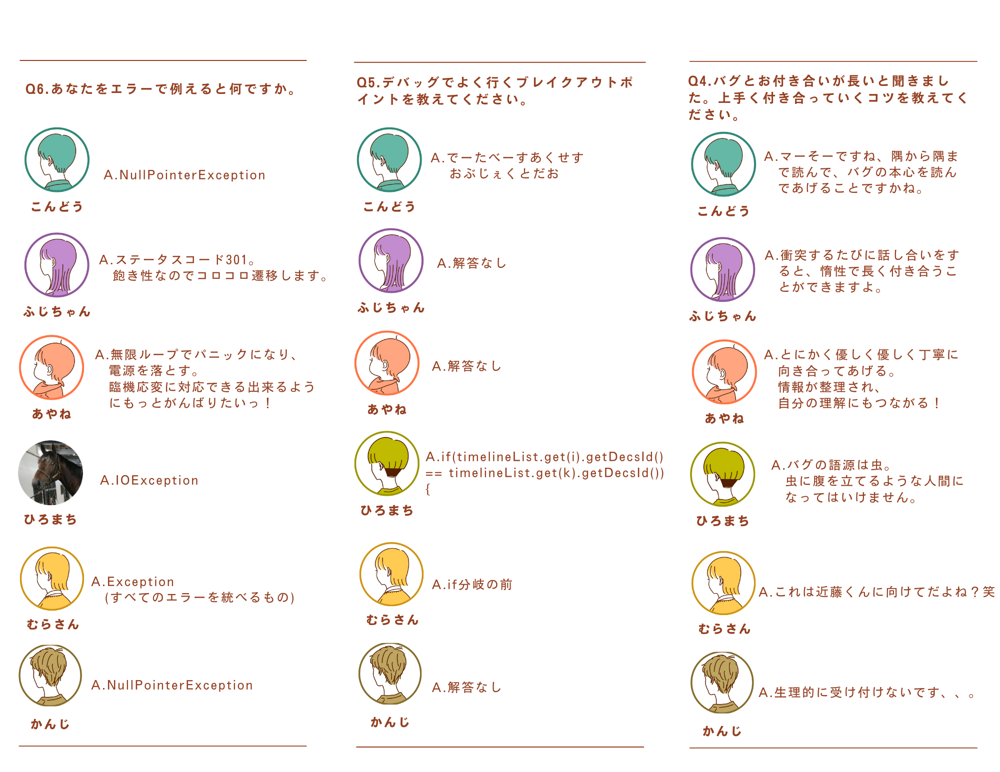 Q6.あなたをエラーで例えると何ですか。
A.NullPointerException
こんどう
A.ステータスコード301。
飽き性なのでコロコロ遷移します。
ふじちゃん
A.無限ループでパニックになり、
電源を落とす。
臨機応変に対応できる出来るよう
にもっとがんばりたいっ！
あやね
A.IOException
ひろまち
A.Exception
(すべてのエラーを統べるもの)
むらさん
A.NullPointerException
かんじ
Q5.デバッグでよく行くブレイクアウトポ
イントを教えてください。
A.でーたべーすあくせす
おぶじぇくとだお
こんどう
A.解答なし
ふじちゃん
A.解答なし
あやね
A.if(timelineList.get(i).getDecsId()
== timelineList.get(k).getDecsId())
{
ひろまち
A.if分岐の前
むらさん
A.解答なし
かんじ
Q4.バグとお付き合いが長いと聞きまし
た。上手く付き合っていくコツを教えてく
ださい。
A.マーそーですね、隅から隅ま
で読んで、バグの本心を読ん
であげることですかね。
こんどう
A.衝突するたびに話し合いをす
ると、惰性で長く付き合うこ
とができますよ。
ふじちゃん
A.とにかく優しく優しく丁寧に
向き合ってあげる。
情報が整理され、
自分の理解にもつながる！
あやね
A.バグの語源は虫。
虫に腹を立てるような人間に
なってはいけません。
ひろまち
A.これは近藤くんに向けてだよね？笑
むらさん
A.生理的に受け付けないです、、。
かんじ